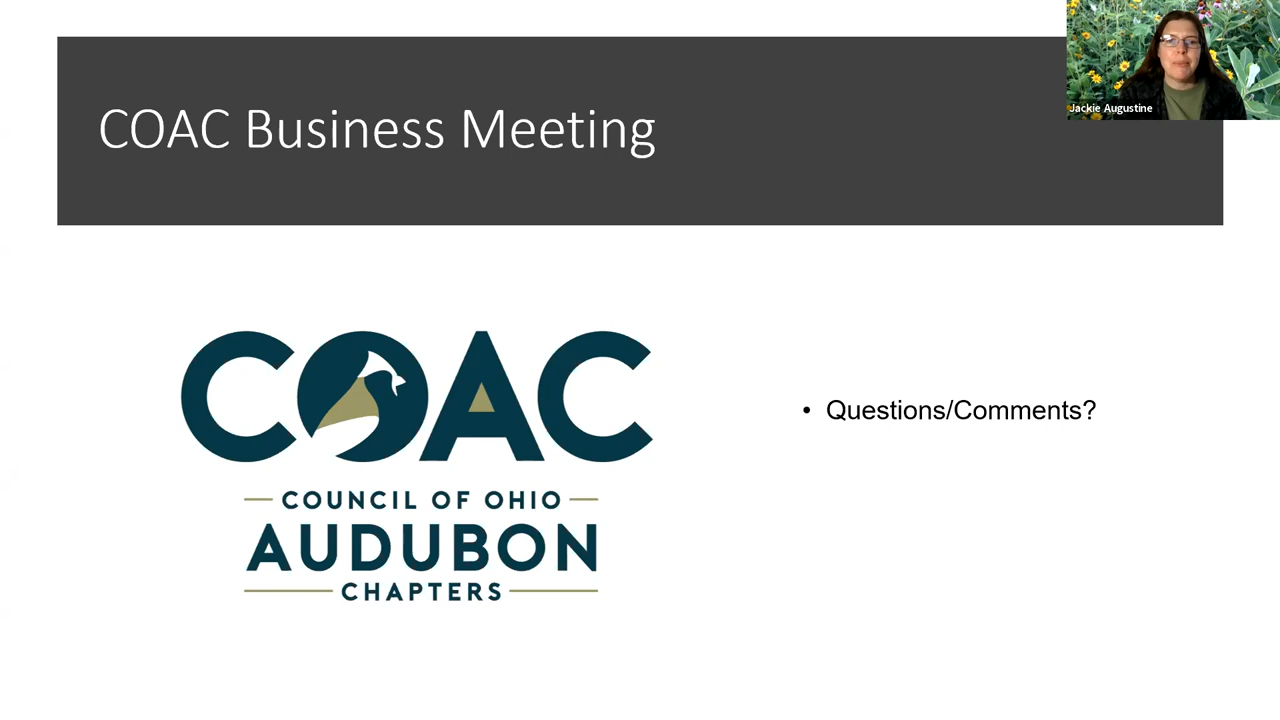 COAC Business Meeting
Jackie Augustine
COAC
COUNCIL OF OHIO
AUDUBON
CHAPTERS
• Questions/Comments?